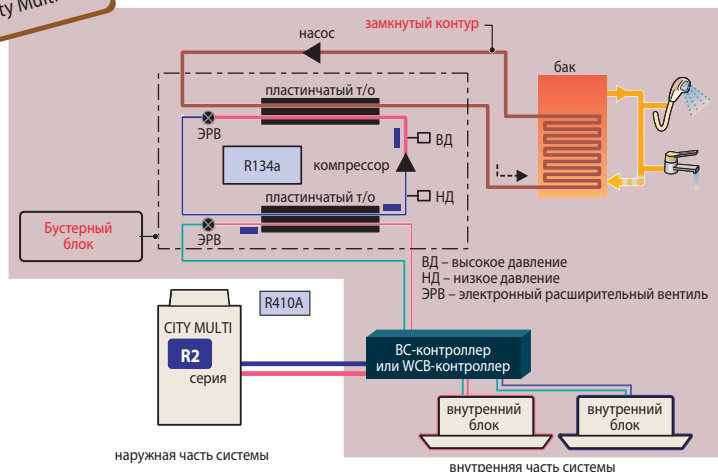 ty Multi
замкнутый контур
насос
бак
пластинчатый т/о
ЭРВ
ВД
R134a
компрессор
пластинчатый т/о
НД
Бустерный
блок
ЭРВ
ВД – высокое давление
НД – низкое давление
ЭРВ – электронный расширительный вентиль
R410A
CITY MULTI
R2
серия
BC-контроллер
или WCB-контроллер
внутренний
блок
внутренний
блок
наружная часть системы
внутренняя часть системы